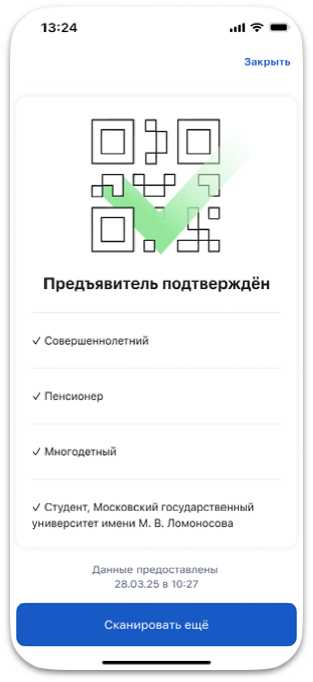 13:24
Закрыть
Предъявитель подтверждён
✓ Совершеннолетний
✓ Пенсионер
✓ Многодетный
✓ Студент, Московский государственный
университет имени М. В. Ломоносова
Данные предоставлены
28.03.25 в 10:27
Сканировать ещё